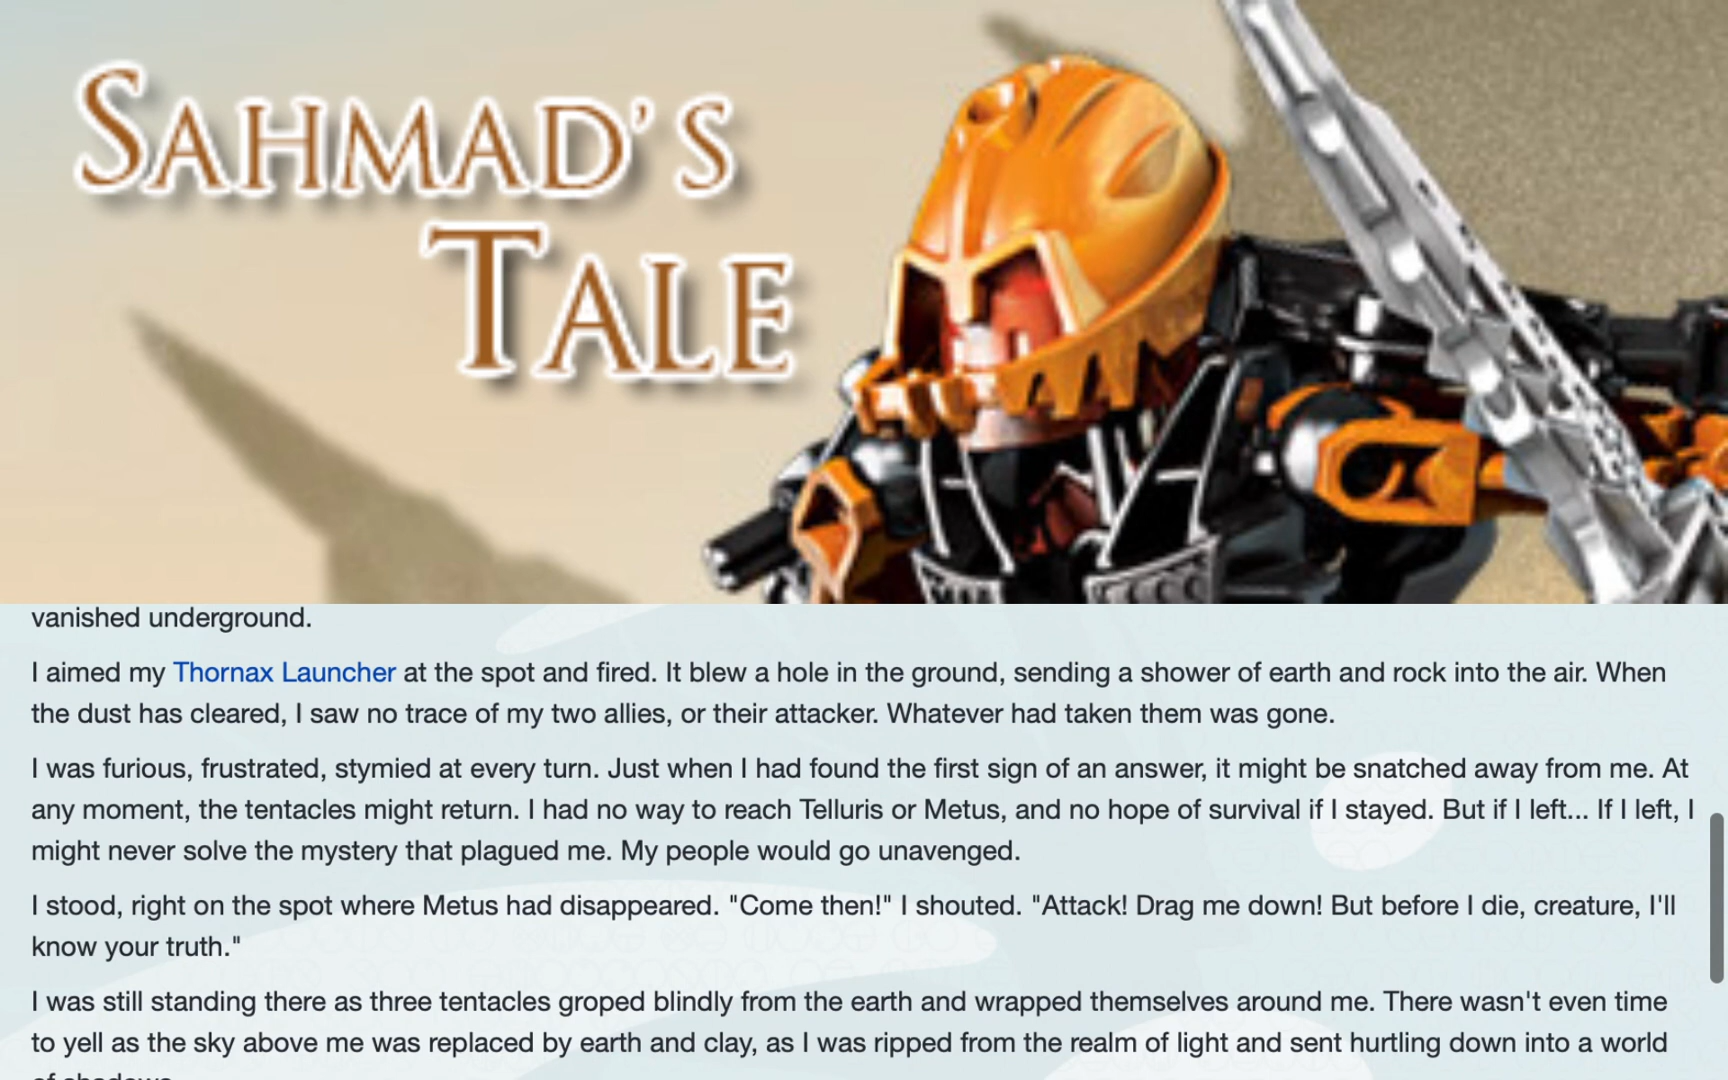 SAHMAD'S
TALE
vanished underground.
I aimed my Thornax Launcher at the spot and fired. It blew a hole in the ground, sending a shower of earth and rock into the air. When
the dust has cleared, I saw no trace of my two allies, or their attacker. Whatever had taken them was gone.
I was furious, frustrated, stymied at every turn. Just when I had found the first sign of an answer, it might be snatched away from me. At
any moment, the tentacles might return. I had no way to reach Telluris or Metus, and no hope of survival if I stayed. But if I left... If I left, I
might never solve the mystery that plagued me. My people would go unavenged.
I stood, right on the spot where Metus had disappeared. "Come then!" I shouted. "Attack! Drag me down! But before I die, creature, I'll
know your truth."
I was still standing there as three tentacles groped blindly from the earth and wrapped themselves around me. There wasn't even time
to yell as the sky above me was replaced by earth and clay, as I was ripped from the realm of light and sent hurtling down into a world
of shadows.